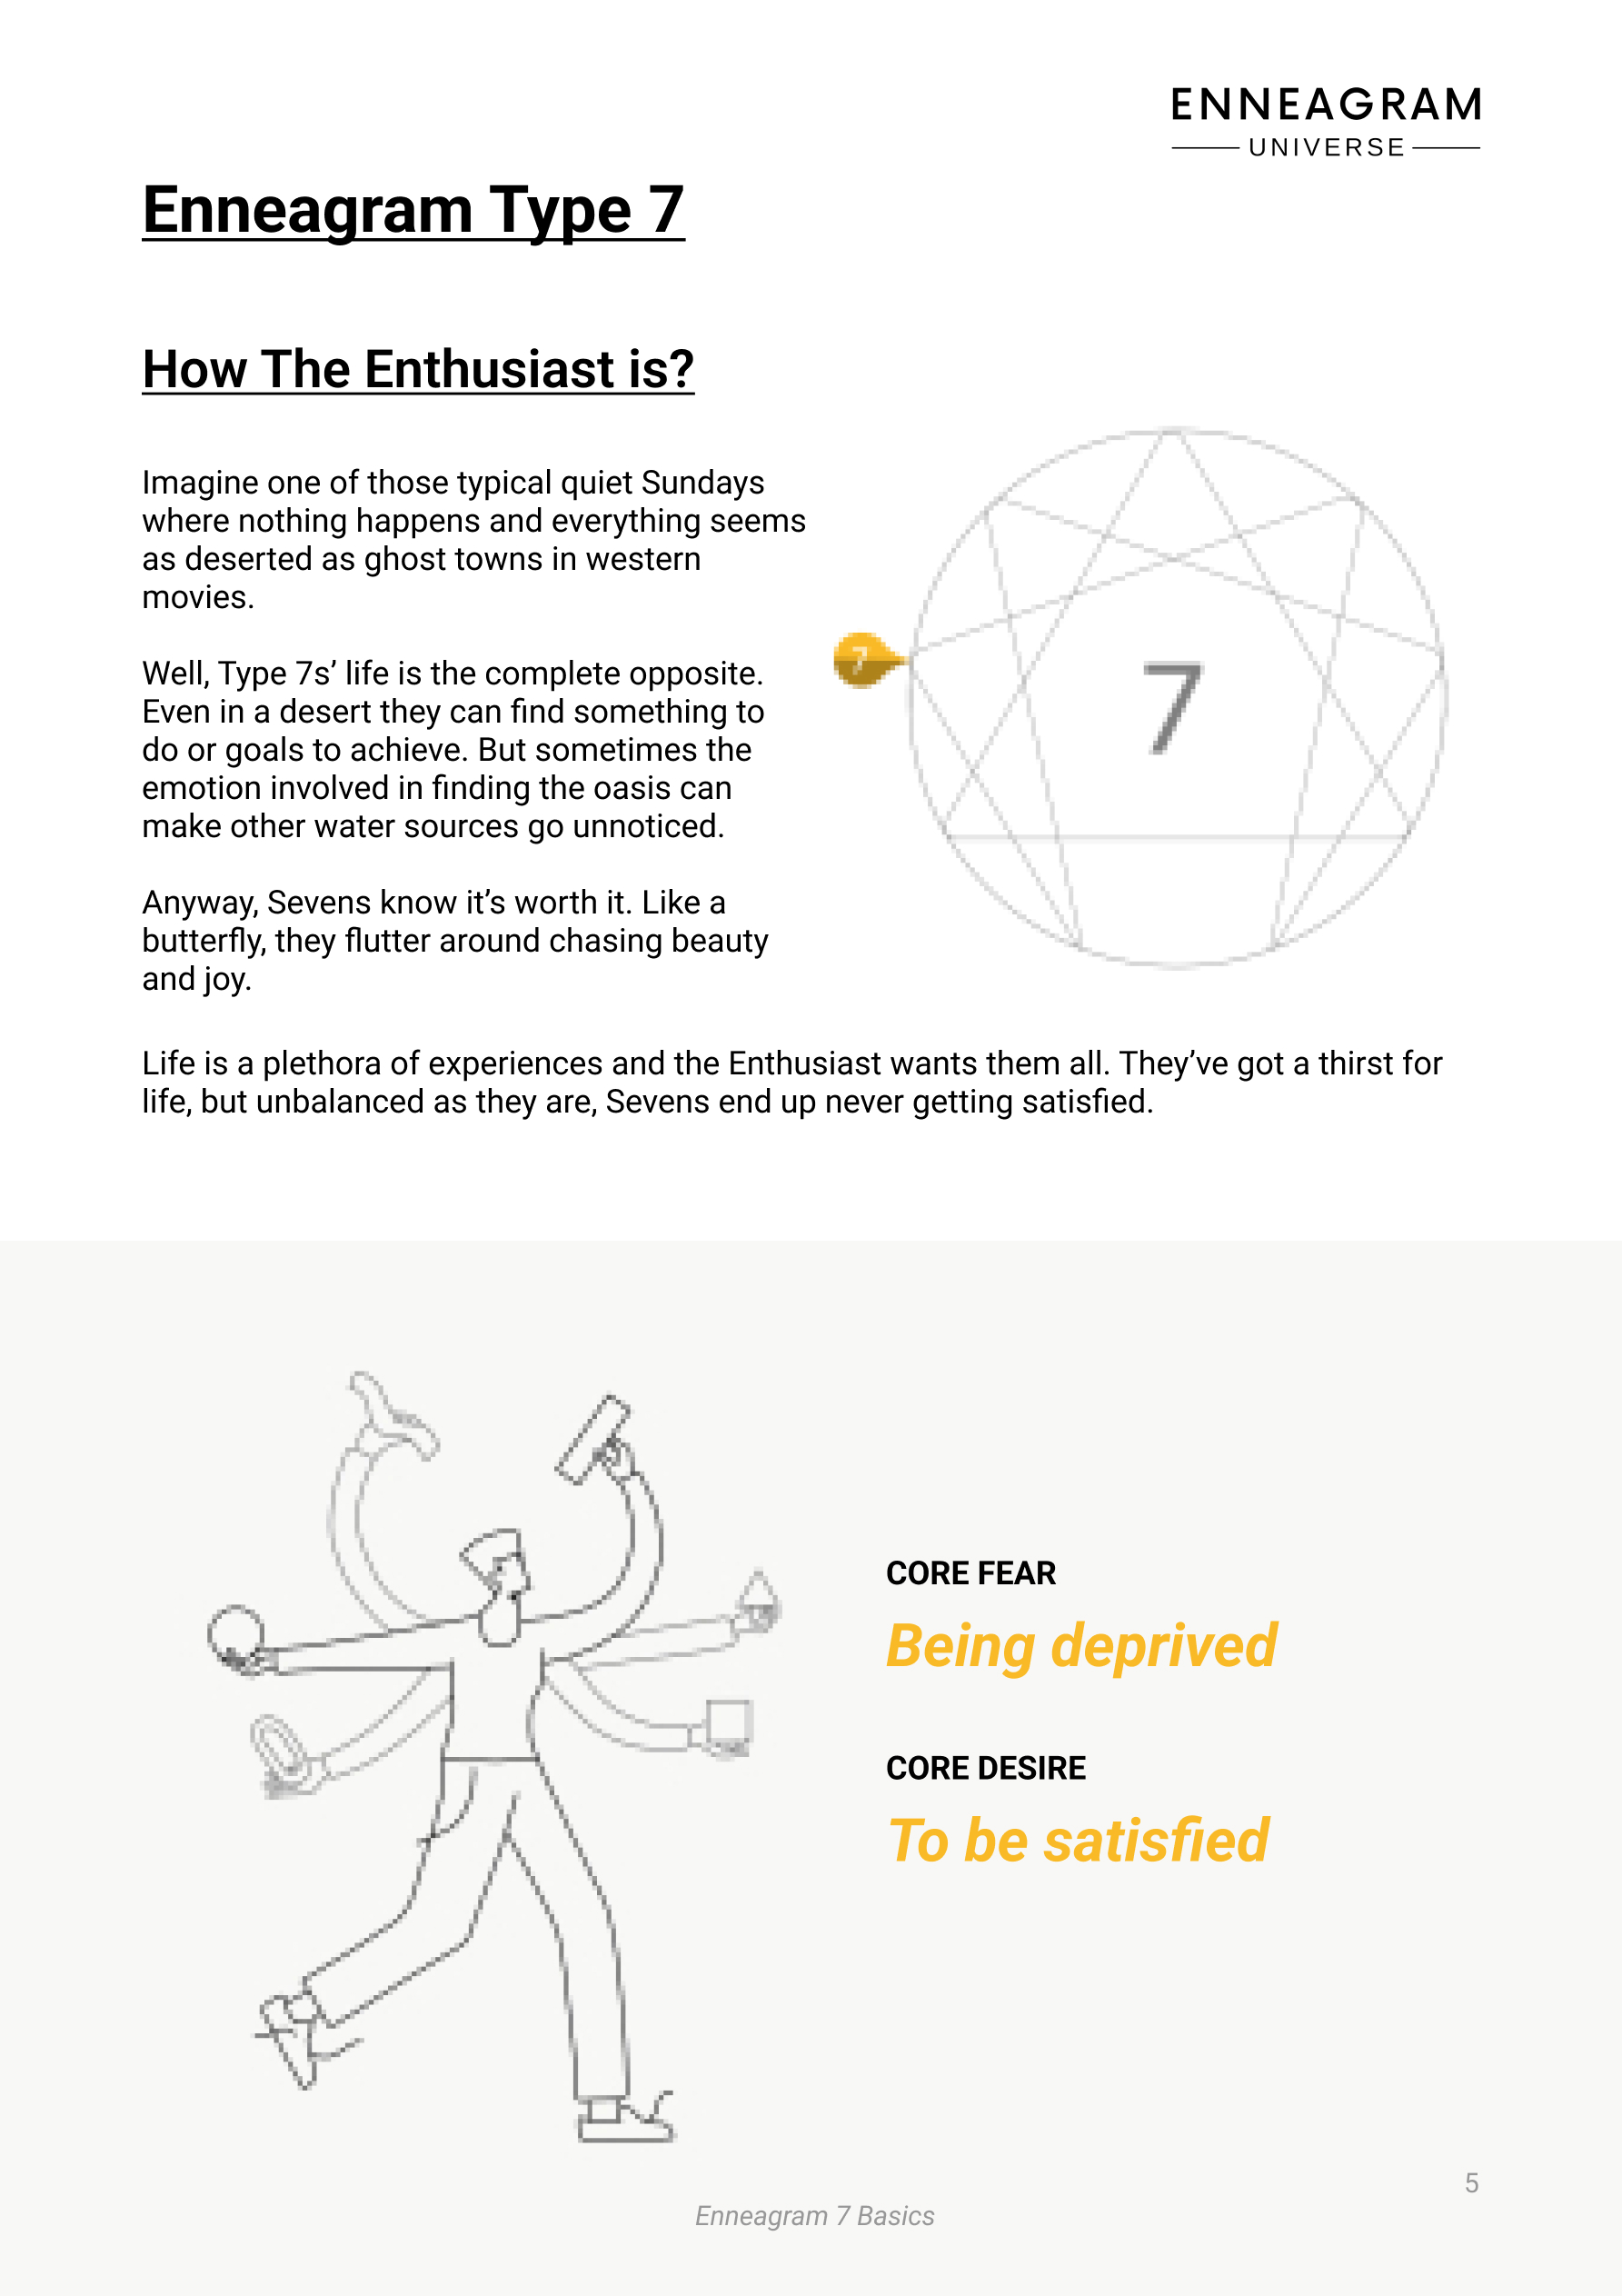 ENNEAGRAM
UNIVERSE
Enneagram Type 7
How The Enthusiast is?
Imagine one of those typical quiet Sundays
where nothing happens and everything seems
as deserted as ghost towns in western
movies.
Well, Type 7s’ life is the complete opposite.
Even in a desert they can find something to
do or goals to achieve. But sometimes the
emotion involved in finding the oasis can
make other water sources go unnoticed.
Anyway, Sevens know it’s worth it. Like a
butterfly, they flutter around chasing beauty
and joy.
7
7
Life is a plethora of experiences and the Enthusiast wants them all. They’ve got a thirst for
life, but unbalanced as they are, Sevens end up never getting satisfied.
CORE FEAR
Being deprived
CORE DESIRE
To be satisfied
5
Enneagram 7 Basics